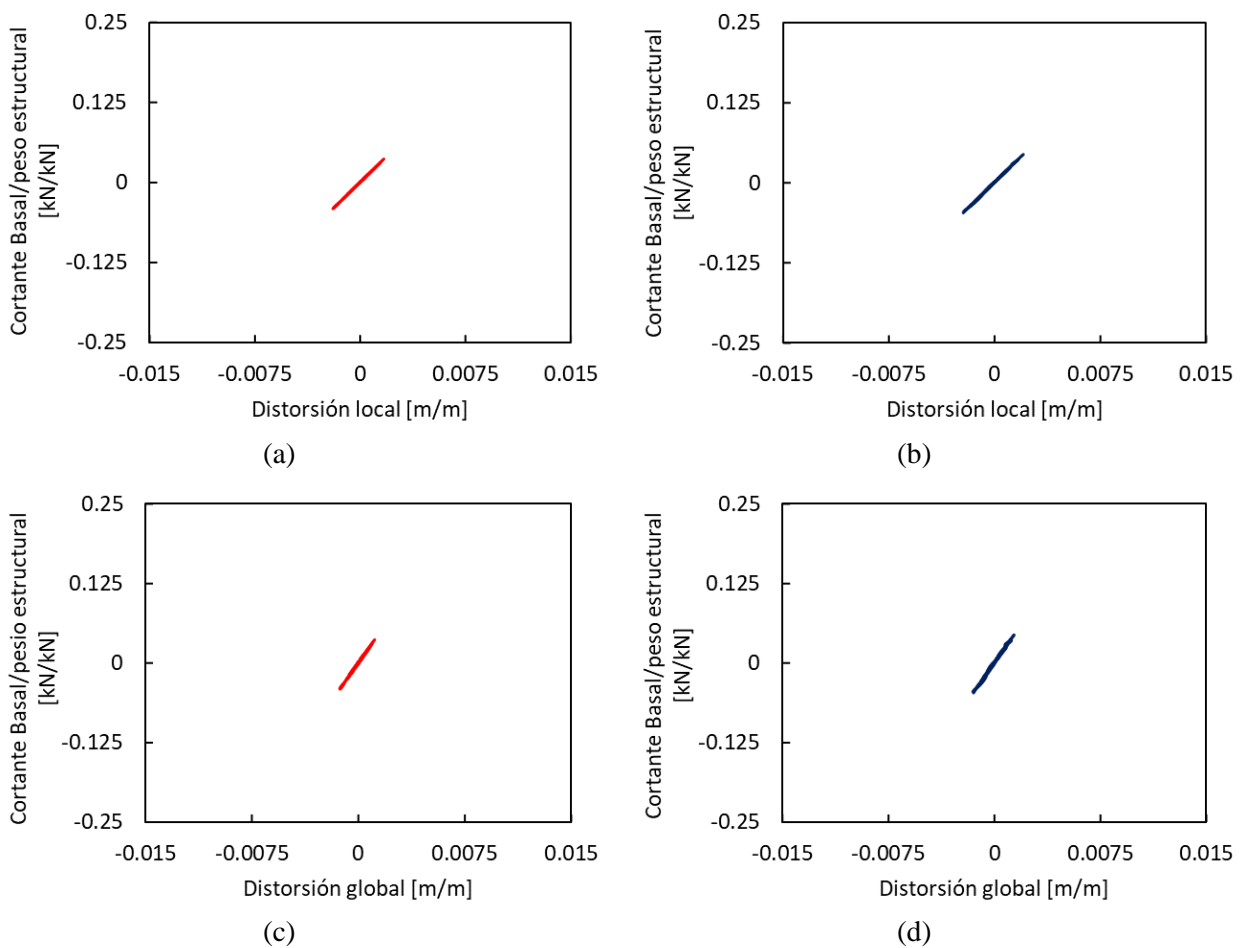 Cortante Basal/peso estructural
[kN/kN]
0.25
0.125
0
-0.125
-0.25
-0.015 -0.0075 0 0.0075 0.015
Distorsión local [m/m]
(a)
Cortante Basal/peso estructural
[kN/kN]
0.25
0.125
0
-0.125
-0.25
-0.015 -0.0075 0 0.0075 0.015
Distorsión local [m/m]
(b)
Cortante Basal/pesio estructural
[kN/kN]
0.25
0.125
0
-0.125
-0.25
-0.015 -0.0075 0 0.0075 0.015
Distorsión global [m/m]
(c)
Cortante Basal/peso estructural
[kN/kN]
0.25
0.125
0
-0.125
-0.25
-0.015 -0.0075 0 0.0075 0.015
Distorsión global [m/m]
(d)